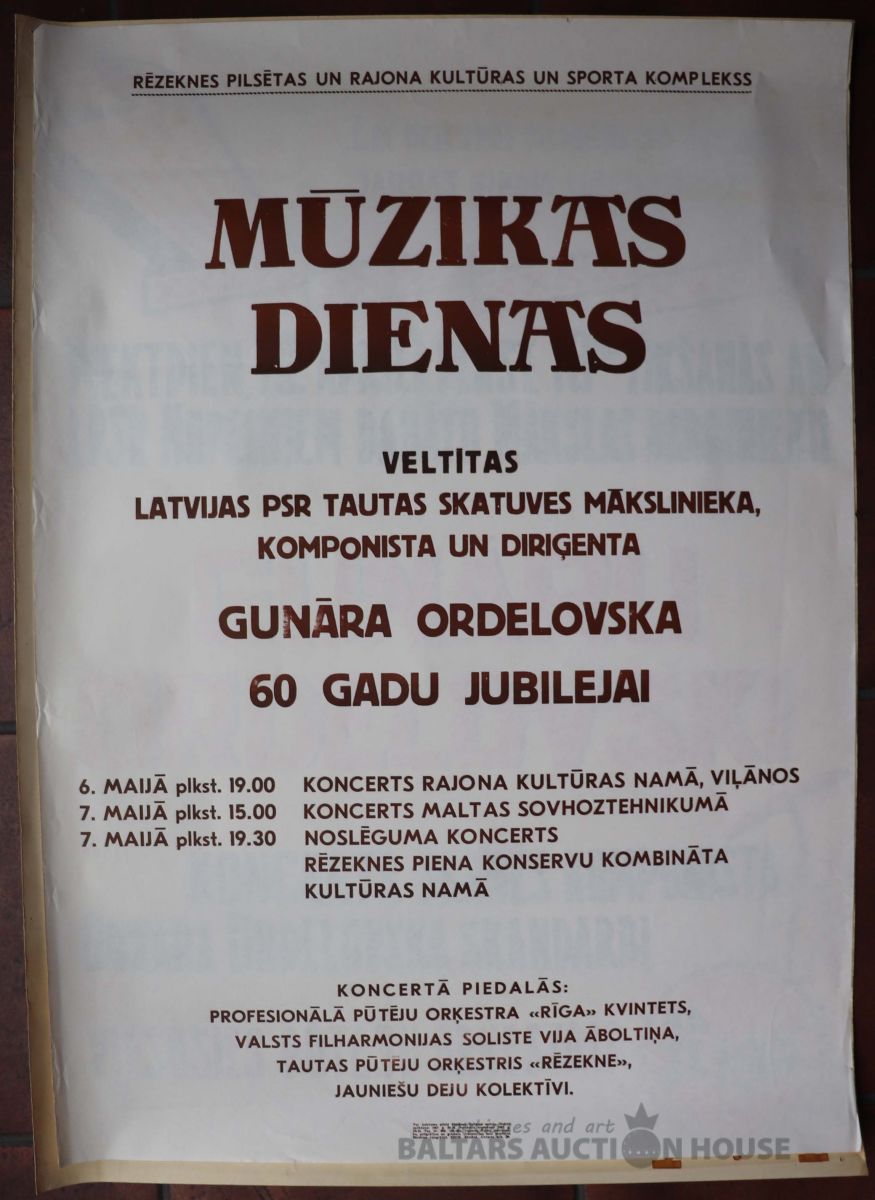 RĒZEKNES PILSĒTAS UN RAJONA KULTŪRAS UN SPORTA KOMPLEKSS
MŪZIKAS
DIENAS
VELTĪTAS
LATVIJAS PSR TAUTAS SKATUVES MĀKSLINIEKA,
KOMPONISTA UN DIRIĢENTA
GUNĀRA ORDELOVSKA
60 GADU JUBILEJAI
6. MAIJĀ plkst. 19.00 KONCERTS RAJONA KULTŪRAS NAMĀ, VIĻĀNOS
7. MAIJĀ plkst. 15.00 KONCERTS MALTAS SOVHOZTEHNIKUMĀ
7. MAIJĀ plkst. 19.30 NOSLĒGUMA KONCERTS
RĒZEKNES PIENA KONSERVU KOMBINĀTA
KULTŪRAS NAMĀ
KONCERTĀ PIEDALĀS:
PROFESIONĀLĀ PŪTĒJU ORĶESTRA «RĪGA» KVINTETS,
VALSTS FILHARMONIJAS SOLISTE VIJA ĀBOLTIŅA,
TAUTAS PŪTĒJU ORĶESTRIS «RĒZEKNE»,
JAUNIEŠU DEJU KOLEKTĪVI.
and art
BALTARS AUCTION HOUSE